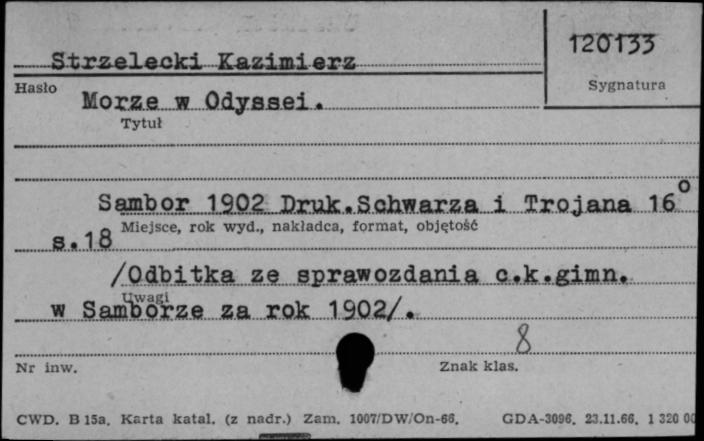 120133
Strzelecki Kazimierz
Hasło
Sygnatura
Morze w Odyssei.
Tytuł
Sambor 1902 Druk.Schwarza i Trojana 16°
Miejsce, rok wyd., nakładca, format, objętość
s.18
/Odbitka ze sprawozdania c.k.gimn.
Uwagi
w Samborze za rok 1902/.
8
Nr inw.
Znak klas.
CWD. B 15a. Karta katal. (z nadr.) Zam. 1007/DW/On-66. GDA-3096. 23.11.66. 1 320 00